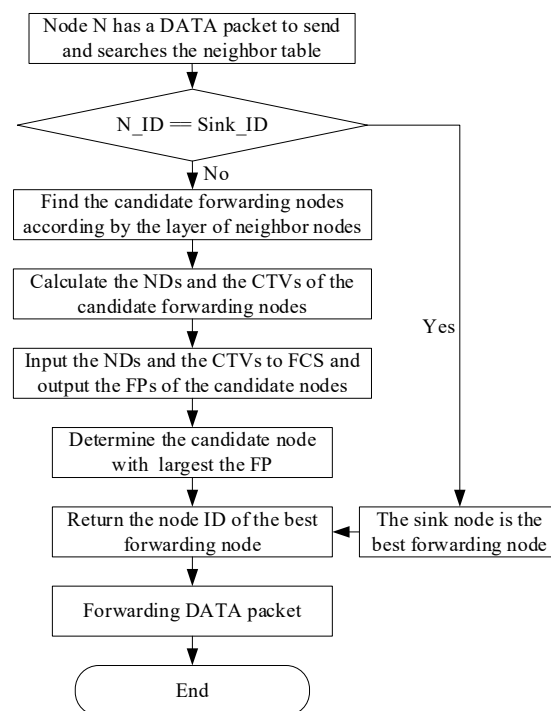 Node N has a DATA packet to send
and searches the neighbor table
N_ID == Sink_ID
No
Find the candidate forwarding nodes
according by the layer of neighbor nodes
Calculate the NDs and the CTVs of the
candidate forwarding nodes
Yes
Input the NDs and the CTVs to FCS and
output the FPs of the candidate nodes
Determine the candidate node
with largest the FP
Return the node ID of the best
forwarding node
The sink node is the
best forwarding node
Forwarding DATA packet
End